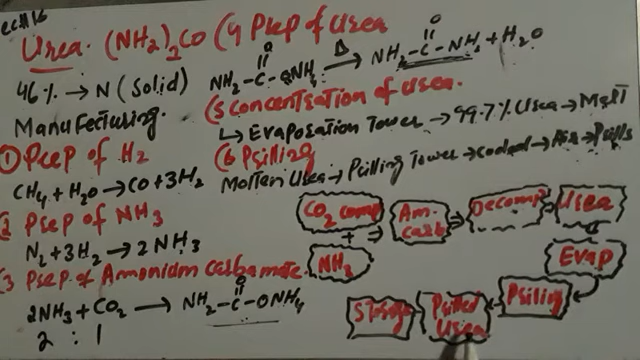 Urea. (NH2)2CO
46% → N (Solid)
Manufacturing.
① Prep of H2
CH4 + H2O → CO + 3H2
2 Prep of NH3
N2 + 3H2 → 2NH3
(3 Prep. of Ammonium Carbamate.
2NH3 + CO2 → NH2-C-ONH4
O
2 : 1
(4 Prep of Urea
O O
NH2-C-ONH4 →Δ NH2-C-NH2 + H2O
(5 Concentration of Urea.
↳ Evaporation Tower → 99.7% Urea → Melt
(6 Prilling
Molten Urea → Prilling Tower → cooled → Air → Prills
CO2 comp
+
NH3
⇒ Am. carb
⇒ Decomp
Urea
Evap
Prilling
Prilled Urea
Storage